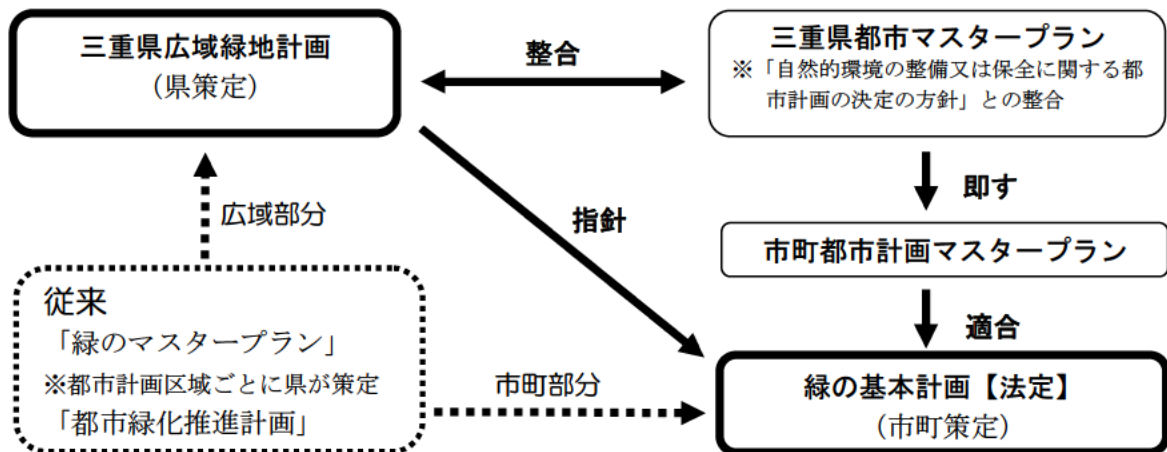 三重県広域緑地計画
（県策定）
整合
三重県都市マスタープラン
※「自然的環境の整備又は保全に関する都
市計画の決定の方針」との整合
広域部分
指針
即す
市町都市計画マスタープラン
適合
従来
「緑のマスタープラン」
※都市計画区域ごとに県が策定
「都市緑化推進計画」
市町部分
緑の基本計画【法定】
（市町策定）